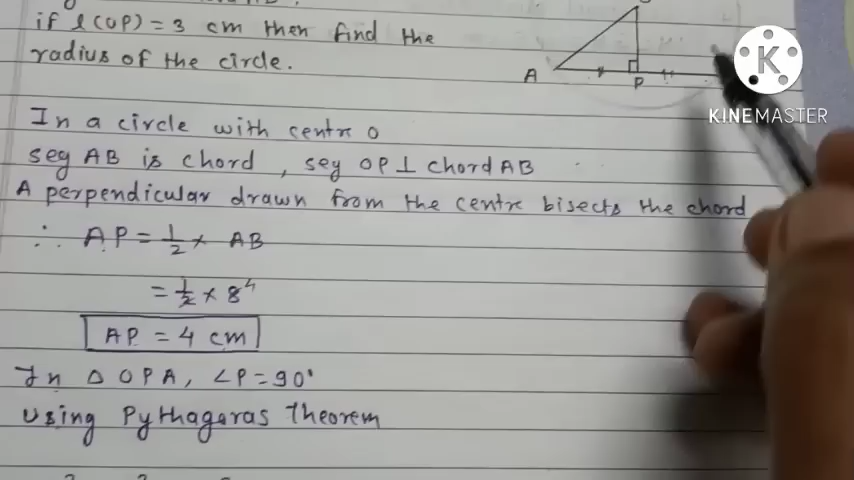 if l(OP) = 3 cm then find the
radius of the circle.
A
P
K
KINEMASTER
In a circle with centre O
seg AB is chord , seg OP ⊥ chord AB
A perpendicular drawn from the centre bisects the chord
∴ AP = 1/2 × AB
= 1/2 × 8 4
AP = 4 cm
In △ OPA, ∠P = 90°
Using Pythagoras Theorem